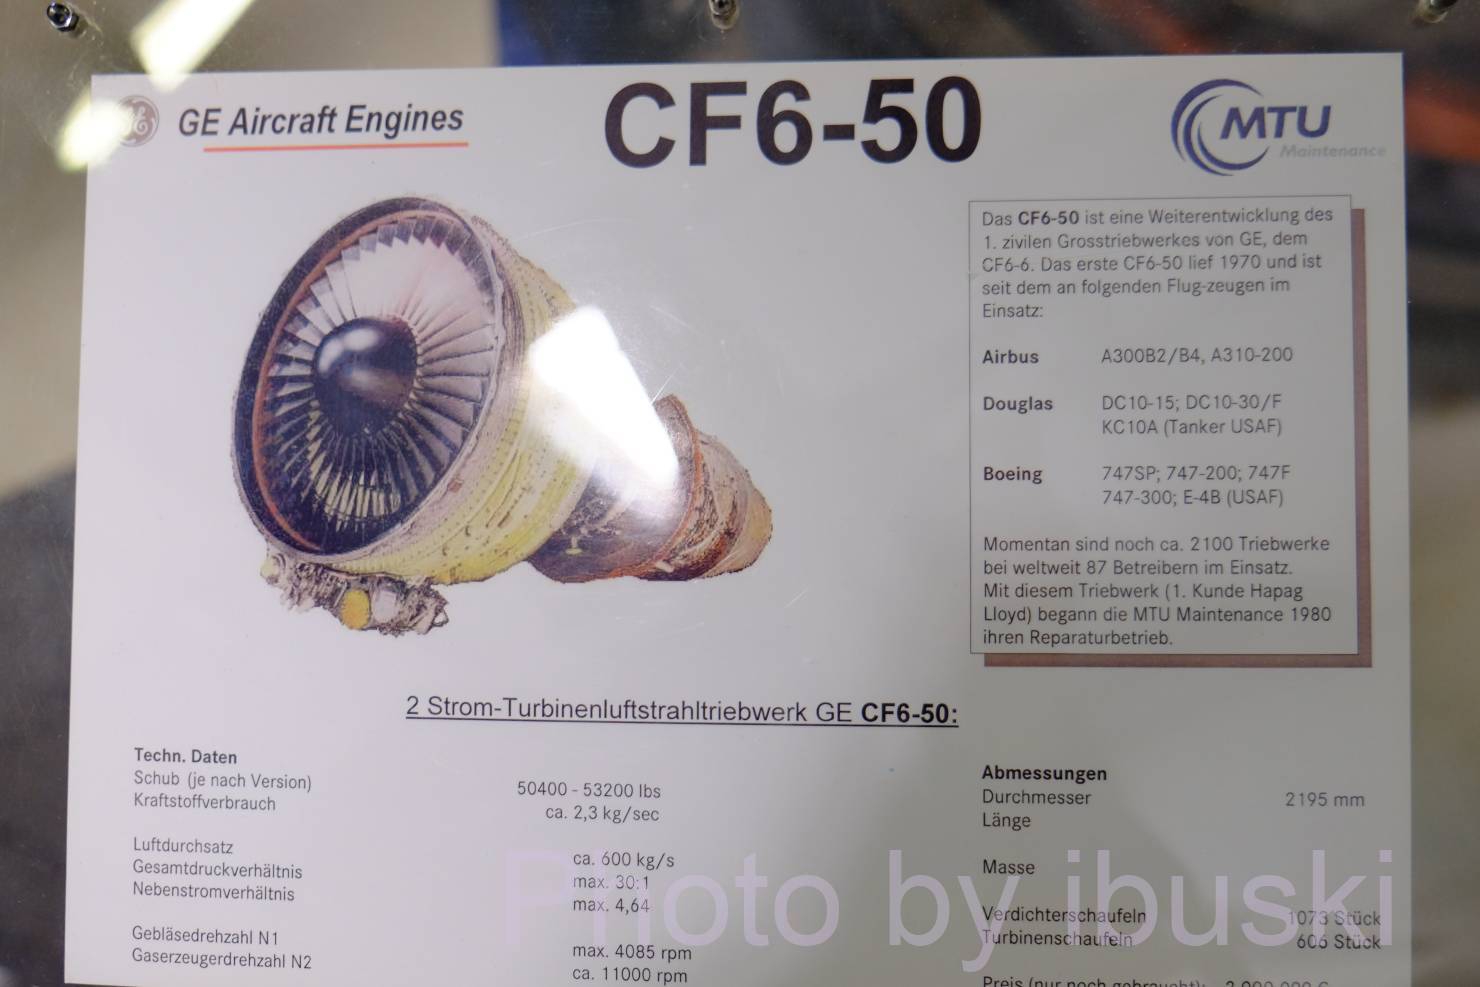 GE Aircraft Engines
CF6-50
MTU
Maintenance
Das CF6-50 ist eine Weiterentwicklung des
1. zivilen Grosstriebwerkes von GE, dem
CF6-6. Das erste CF6-50 lief 1970 und ist
seit dem an folgenden Flug-zeugen im
Einsatz:
Airbus A300B2/B4, A310-200
Douglas DC10-15; DC10-30/F
KC10A (Tanker USAF)
Boeing 747SP; 747-200; 747F
747-300; E-4B (USAF)
Momentan sind noch ca. 2100 Triebwerke
bei weltweit 87 Betreibern im Einsatz.
Mit diesem Triebwerk (1. Kunde Hapag
Lloyd) begann die MTU Maintenance 1980
ihren Reparaturbetrieb.
2 Strom-Turbinenluftstrahltriebwerk GE CF6-50:
Techn. Daten
Schub (je nach Version) 50400 - 53200 lbs
Kraftstoffverbrauch ca. 2,3 kg/sec
Luftdurchsatz ca. 600 kg/s
Gesamtdruckverhältnis max. 30:1
Nebenstromverhältnis max. 4,64
Gebläsedrehzahl N1 max. 4085 rpm
Gaserzeugerdrehzahl N2 ca. 11000 rpm
Abmessungen
Durchmesser 2195 mm
Länge
Masse
Verdichterschaufeln 1073 Stück
Turbinenschaufeln 606 Stück
Preis (nur noch gebraucht):
Photo by ibuski